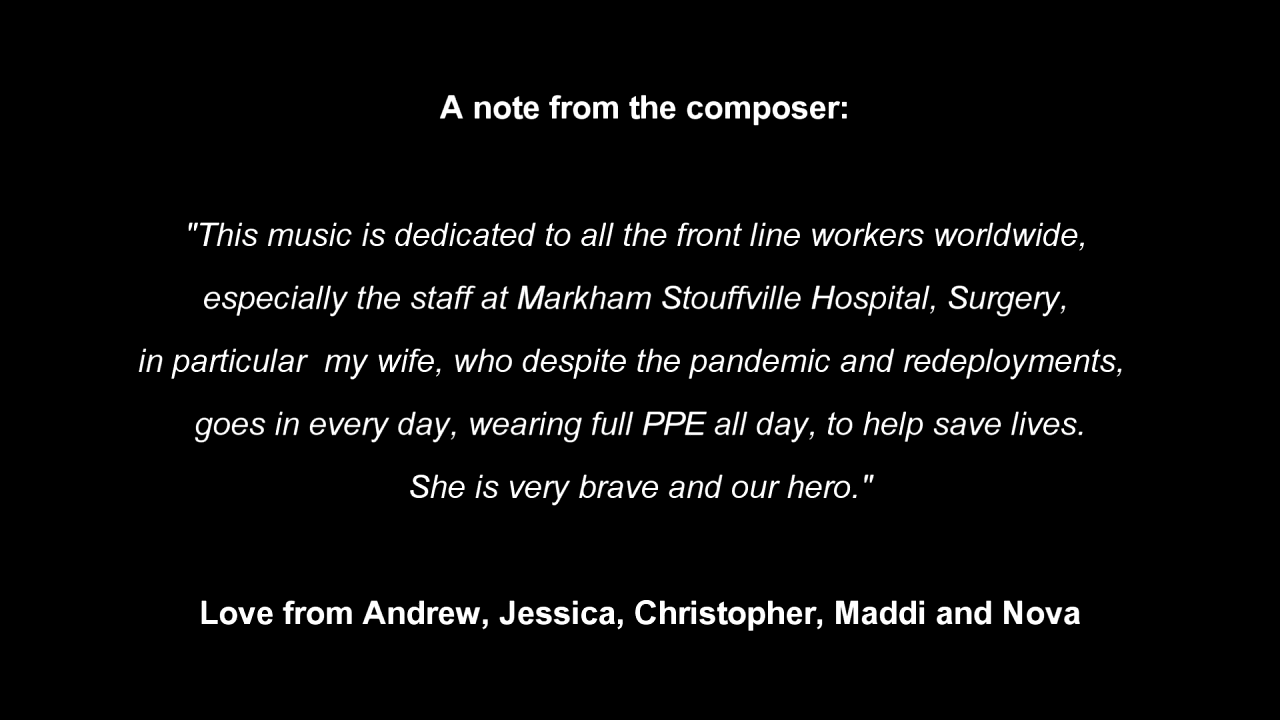 A note from the composer:
"This music is dedicated to all the front line workers worldwide,
especially the staff at Markham Stouffville Hospital, Surgery,
in particular  my wife, who despite the pandemic and redeployments,
goes in every day, wearing full PPE all day, to help save lives.
She is very brave and our hero."
Love from Andrew, Jessica, Christopher, Maddi and Nova